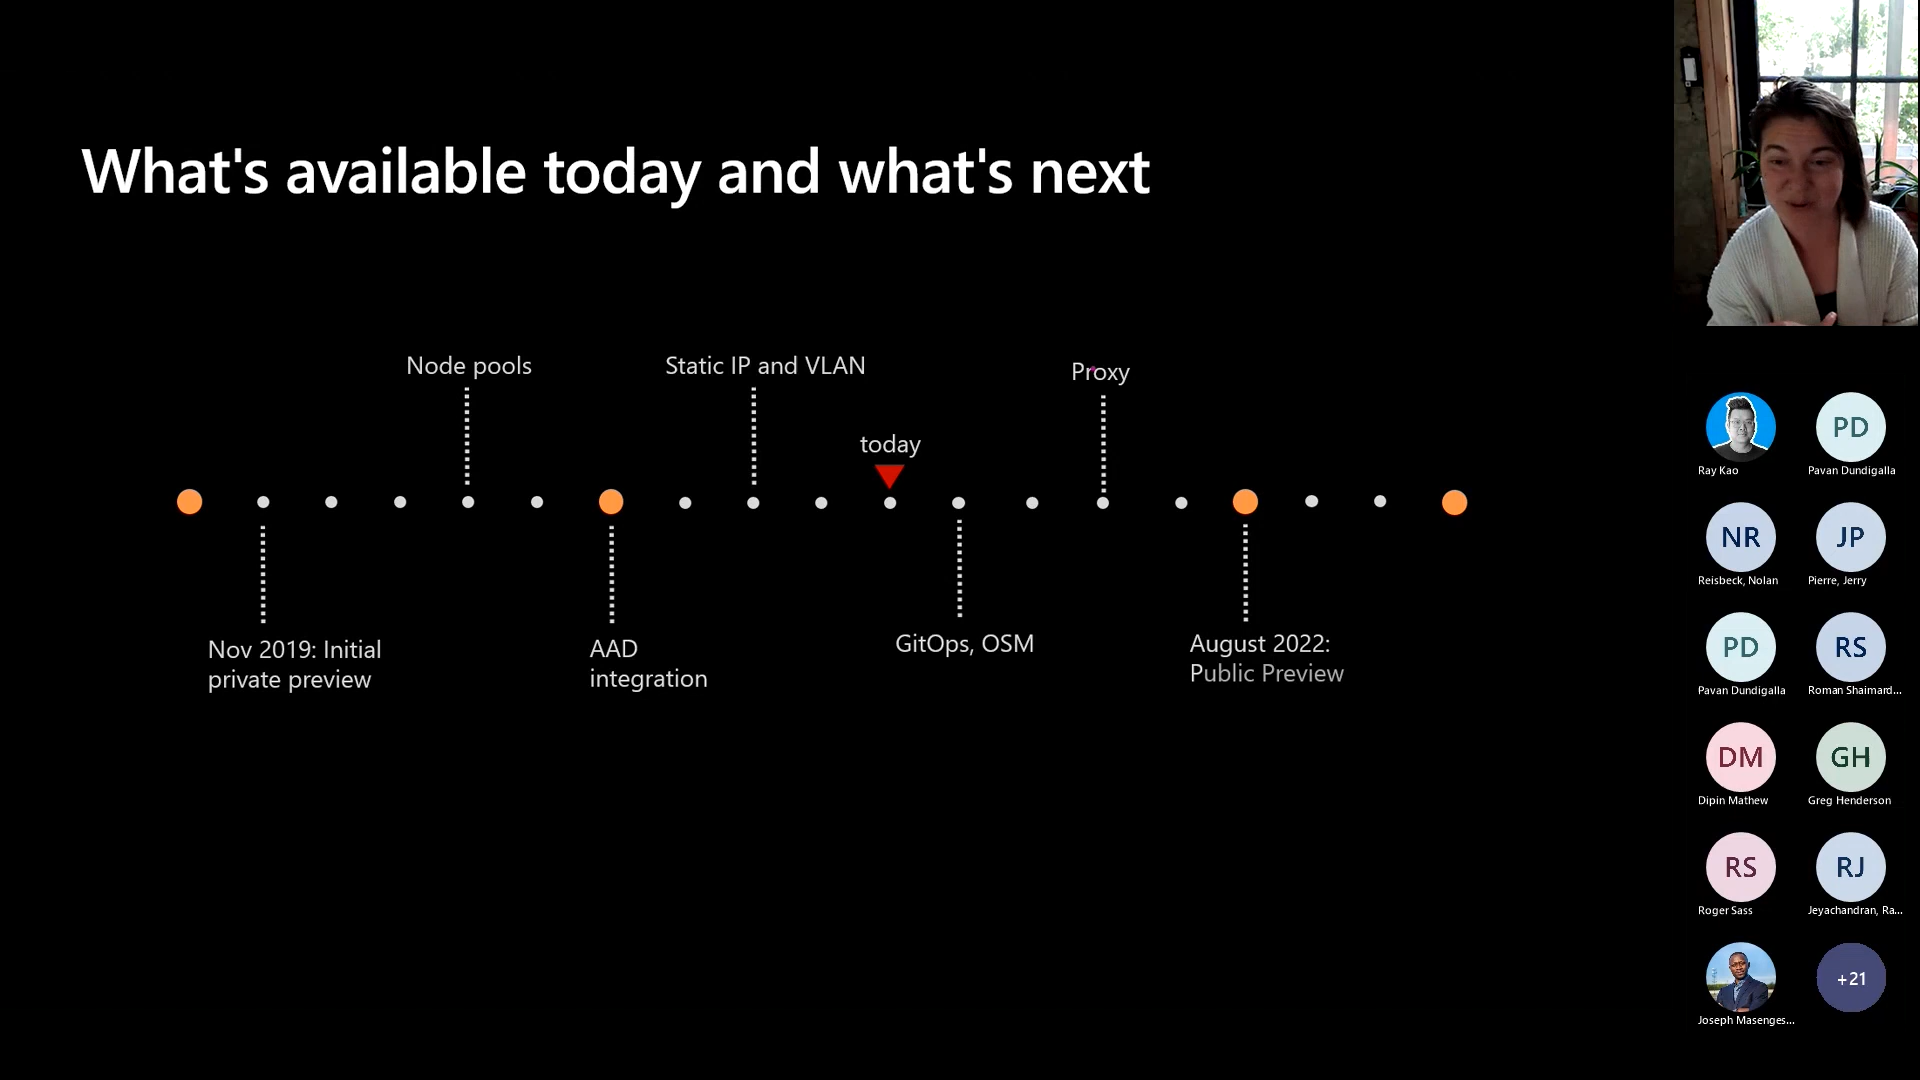 What's available today and what's next
Node pools
Static IP and VLAN
Proxy
today
Nov 2019: Initial
private preview
AAD
integration
GitOps, OSM
August 2022:
Public Preview
Ray Kao
PD
Pavan Dundigalla
NR
Reisbeck, Nolan
JP
Pierre, Jerry
PD
Pavan Dundigalla
RS
Roman Shaimard...
DM
Dipin Mathew
GH
Greg Henderson
RS
Roger Sass
RJ
Jeyachandran, Ra...
Joseph Masenges...
+21